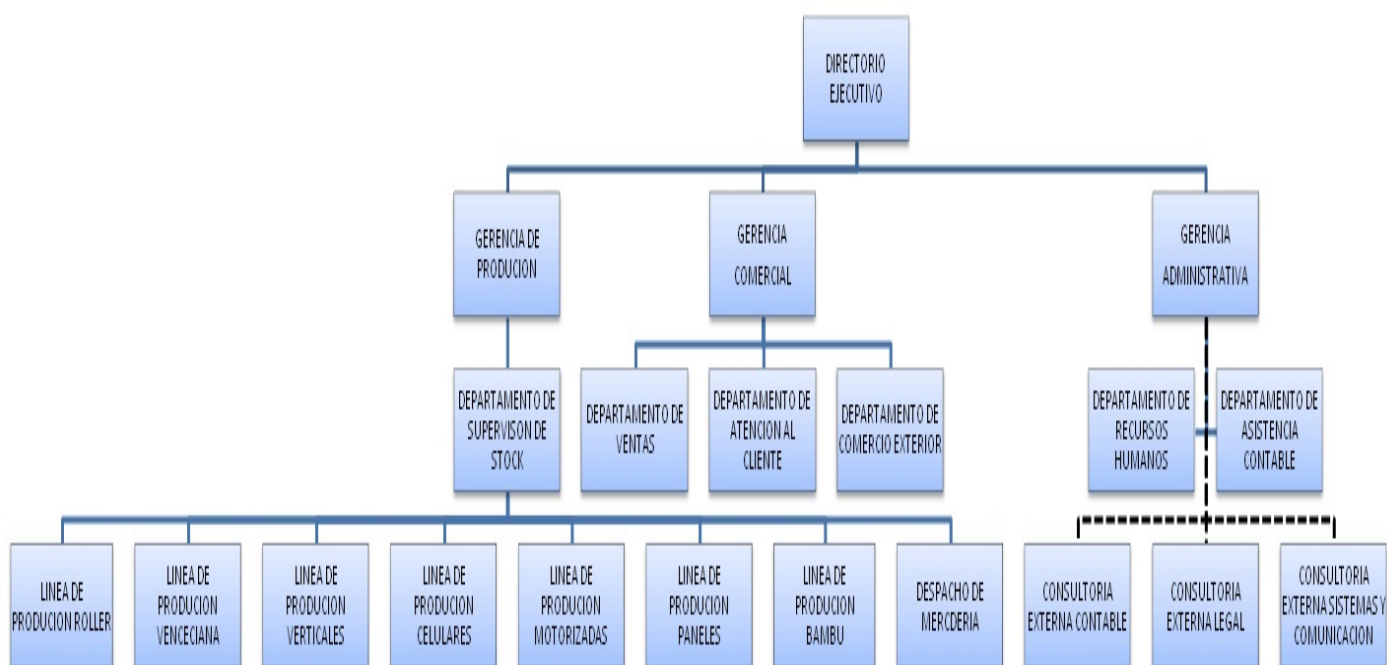 DIRECTORIO
EJECUTIVO
GERENCIA DE
PRODUCION
GERENCIA
COMERCIAL
GERENCIA
ADMINISTRATIVA
DEPARTAMENTO DE
SUPERVISON DE
STOCK
DEPARTAMENTO DE
VENTAS
DEPARTAMENTO DE
ATENCION AL
CLIENTE
DEPARTAMENTO DE
COMERCIO EXTERIOR
DEPARTAMENTO DE
RECURSOS
HUMANOS
DEPARTAMENTO DE
ASISTENCIA
CONTABLE
LINEA DE
PRODUCION ROLLER
LINEA DE
PRODUCION
VENCECIANA
LINEA DE
PRODUCION
VERTICALES
LINEA DE
PRODUCION
CELULARES
LINEA DE
PRODUCION
MOTORIZADAS
LINEA DE
PRODUCION
PANELES
LINEA DE
PRODUCION
BAMBU
DESPACHO DE
MERCDERIA
CONSULTORIA
EXTERNA CONTABLE
CONSULTORIA
EXTERNA LEGAL
CONSULTORIA
EXTERNA SISTEMAS Y
COMUNICACION